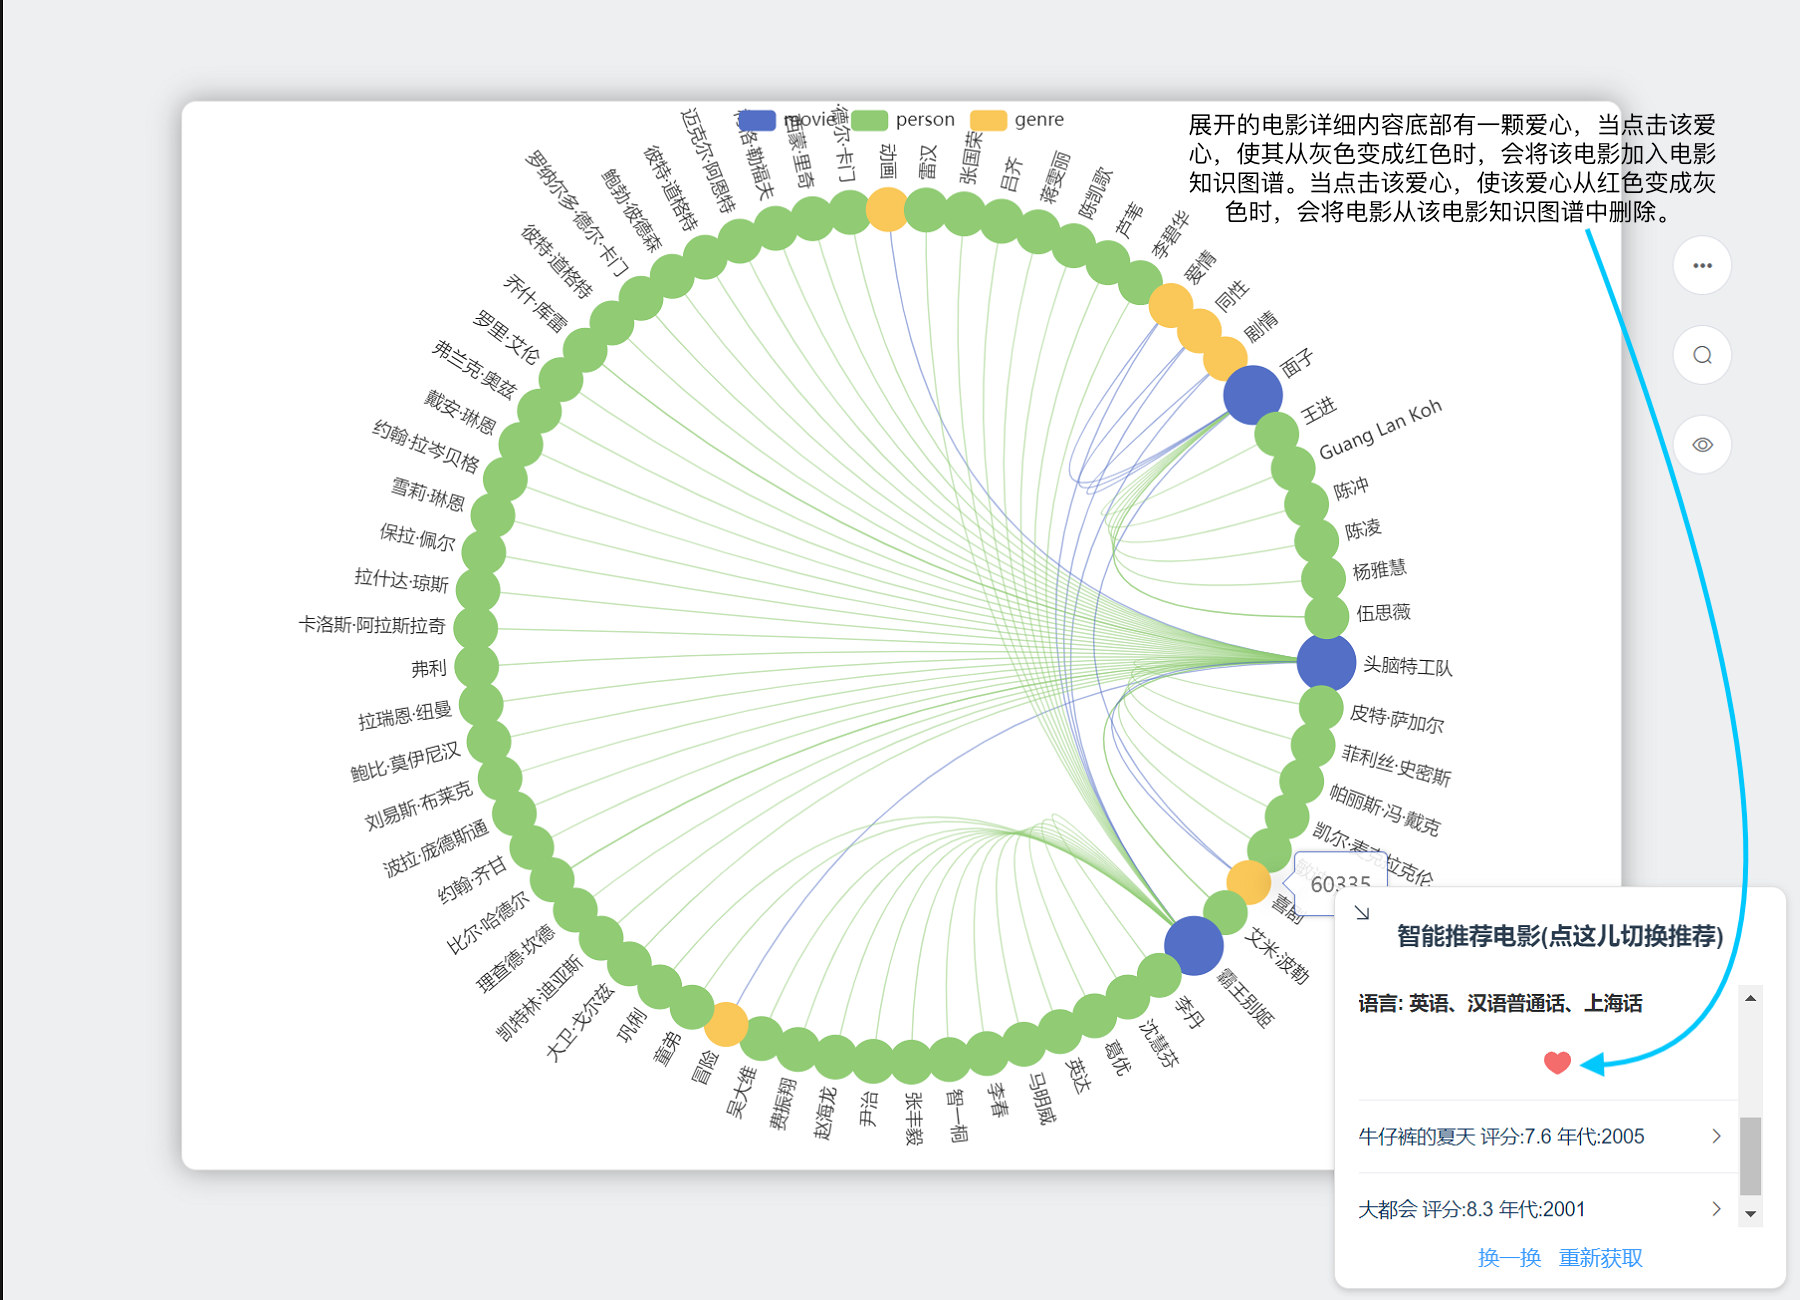 movie person genre
展开的电影详细内容底部有一颗爱心，当点击该爱
心，使其从灰色变成红色时，会将该电影加入电影
知识图谱。当点击该爱心，使该爱心从红色变成灰
色时，会将电影从该电影知识图谱中删除。
动画
雷汉
张国荣
吕齐
蒋雯丽
陈凯歌
芦苇
李碧华
爱情
同性
剧情
面子
王进
Guang Lan Koh
陈冲
陈凌
杨雅慧
伍思薇
头脑特工队
皮特·萨加尔
菲利丝·史密斯
帕丽斯·冯·戴克
凯尔·麦克拉克伦
60335
喜剧
艾米·波勒
霸王别姬
李丹
沈慧芬
葛优
英达
马明威
李春
智一桐
张丰毅
尹治
赵海龙
费振翔
吴大维
冒险
童弟
巩俐
大卫·戈尔兹
凯特林·迪亚斯
理查德·坎德
比尔·哈德尔
约翰·齐甘
波拉·庞德斯通
刘易斯·布莱克
鲍比·莫伊尼汉
拉瑞恩·纽曼
弗利
卡洛斯·阿拉斯拉奇
拉什达·琼斯
保拉·佩尔
雪莉·琳恩
约翰·拉岑贝格
戴安·琳恩
弗兰克·奥兹
罗里·艾伦
乔什·库雷
彼特·道格特
罗纳尔多·德尔·卡门
鲍勃·彼德森
彼特·道格特
迈克尔·阿恩特
格·勒福夫
西蒙·里奇
德尔·卡门
智能推荐电影(点这儿切换推荐)
语言: 英语、汉语普通话、上海话
牛仔裤的夏天 评分:7.6 年代:2005
大都会 评分:8.3 年代:2001
换一换 重新获取